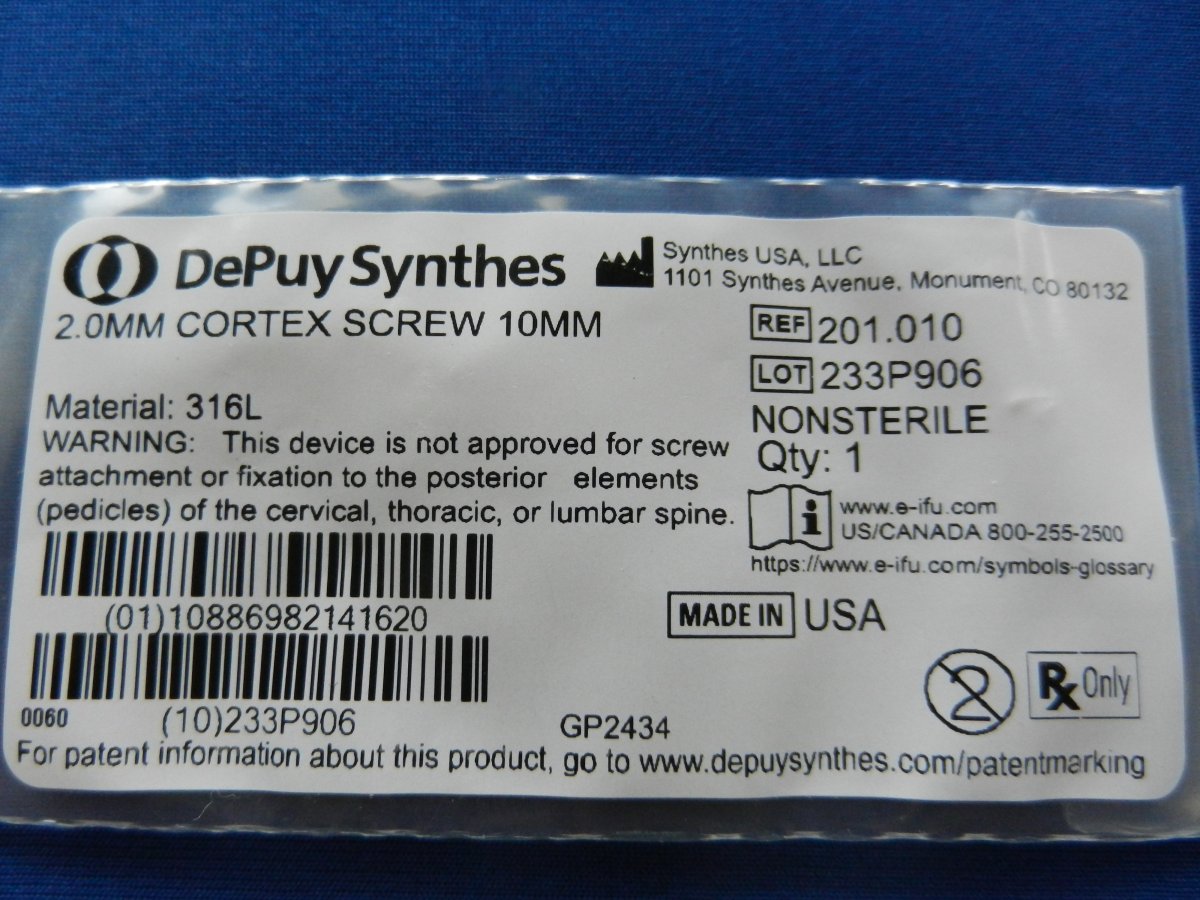 DePuy Synthes
Synthes USA, LLC
1101 Synthes Avenue, Monument, CO 80132
2.0MM CORTEX SCREW 10MM
REF 201.010
LOT 233P906
NONSTERILE
Qty: 1
Material: 316L
WARNING: This device is not approved for screw
attachment or fixation to the posterior elements
(pedicles) of the cervical, thoracic, or lumbar spine.
i www.e-ifu.com
US/CANADA 800-255-2500
https://www.e-ifu.com/symbols-glossary
(01)10886982141620
MADE IN USA
2
Rx Only
0060
(10)233P906
GP2434
For patent information about this product, go to www.depuysynthes.com/patentmarking